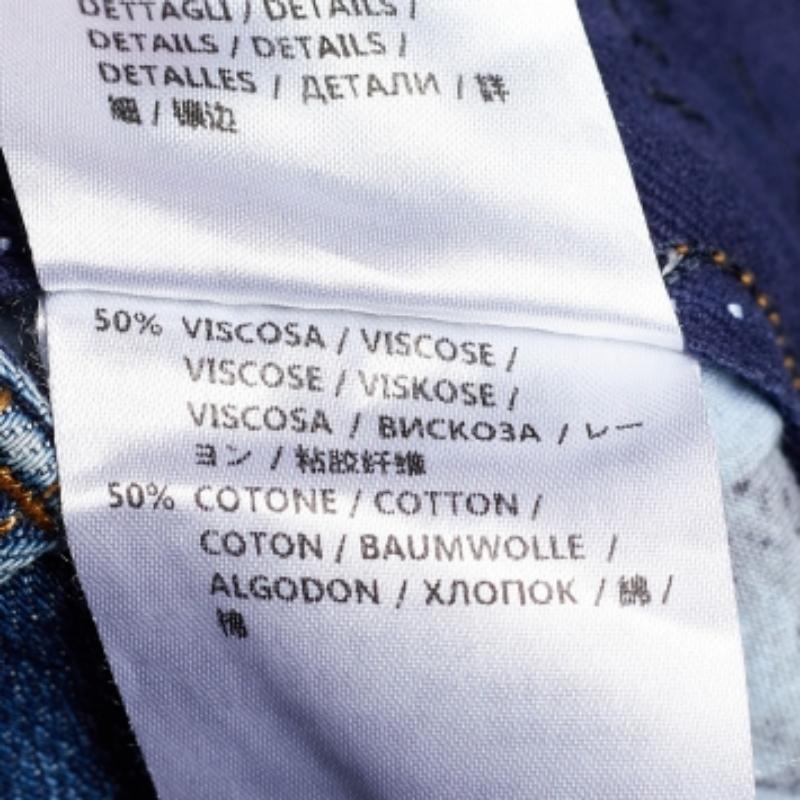 DETTAGLI / DETAILS /
DETAILS / DETAILS /
DETALLES / ДЕТАЛИ / 詳
細 / 镶边
50% VISCOSA / VISCOSE /
VISCOSE / VISKOSE /
VISCOSA / ВИСКОЗА / レー
ヨン / 粘胶纤维
50% COTONE / COTTON /
COTON / BAUMWOLLE /
ALGODON / ХЛОПОК / 綿 /
棉